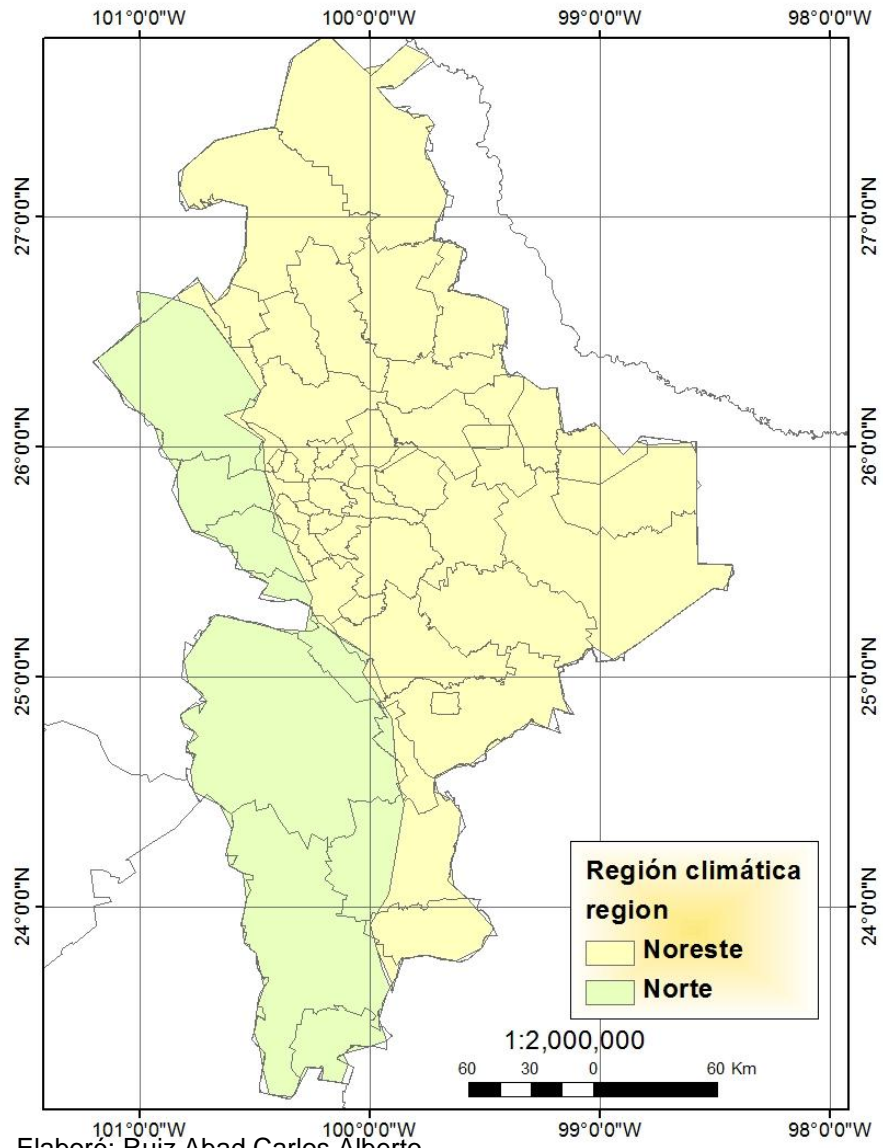 101°0'0"W 100°0'0"W 99°0'0"W 98°0'0"W
27°0'0"N 27°0'0"N
26°0'0"N 26°0'0"N
25°0'0"N 25°0'0"N
24°0'0"N 24°0'0"N
Región climática
region
Noreste
Norte
1:2,000,000
60 30 0 60 Km
101°0'0"W 100°0'0"W 99°0'0"W 98°0'0"W
Elaboró: Ruiz Abad Carlos Alberto